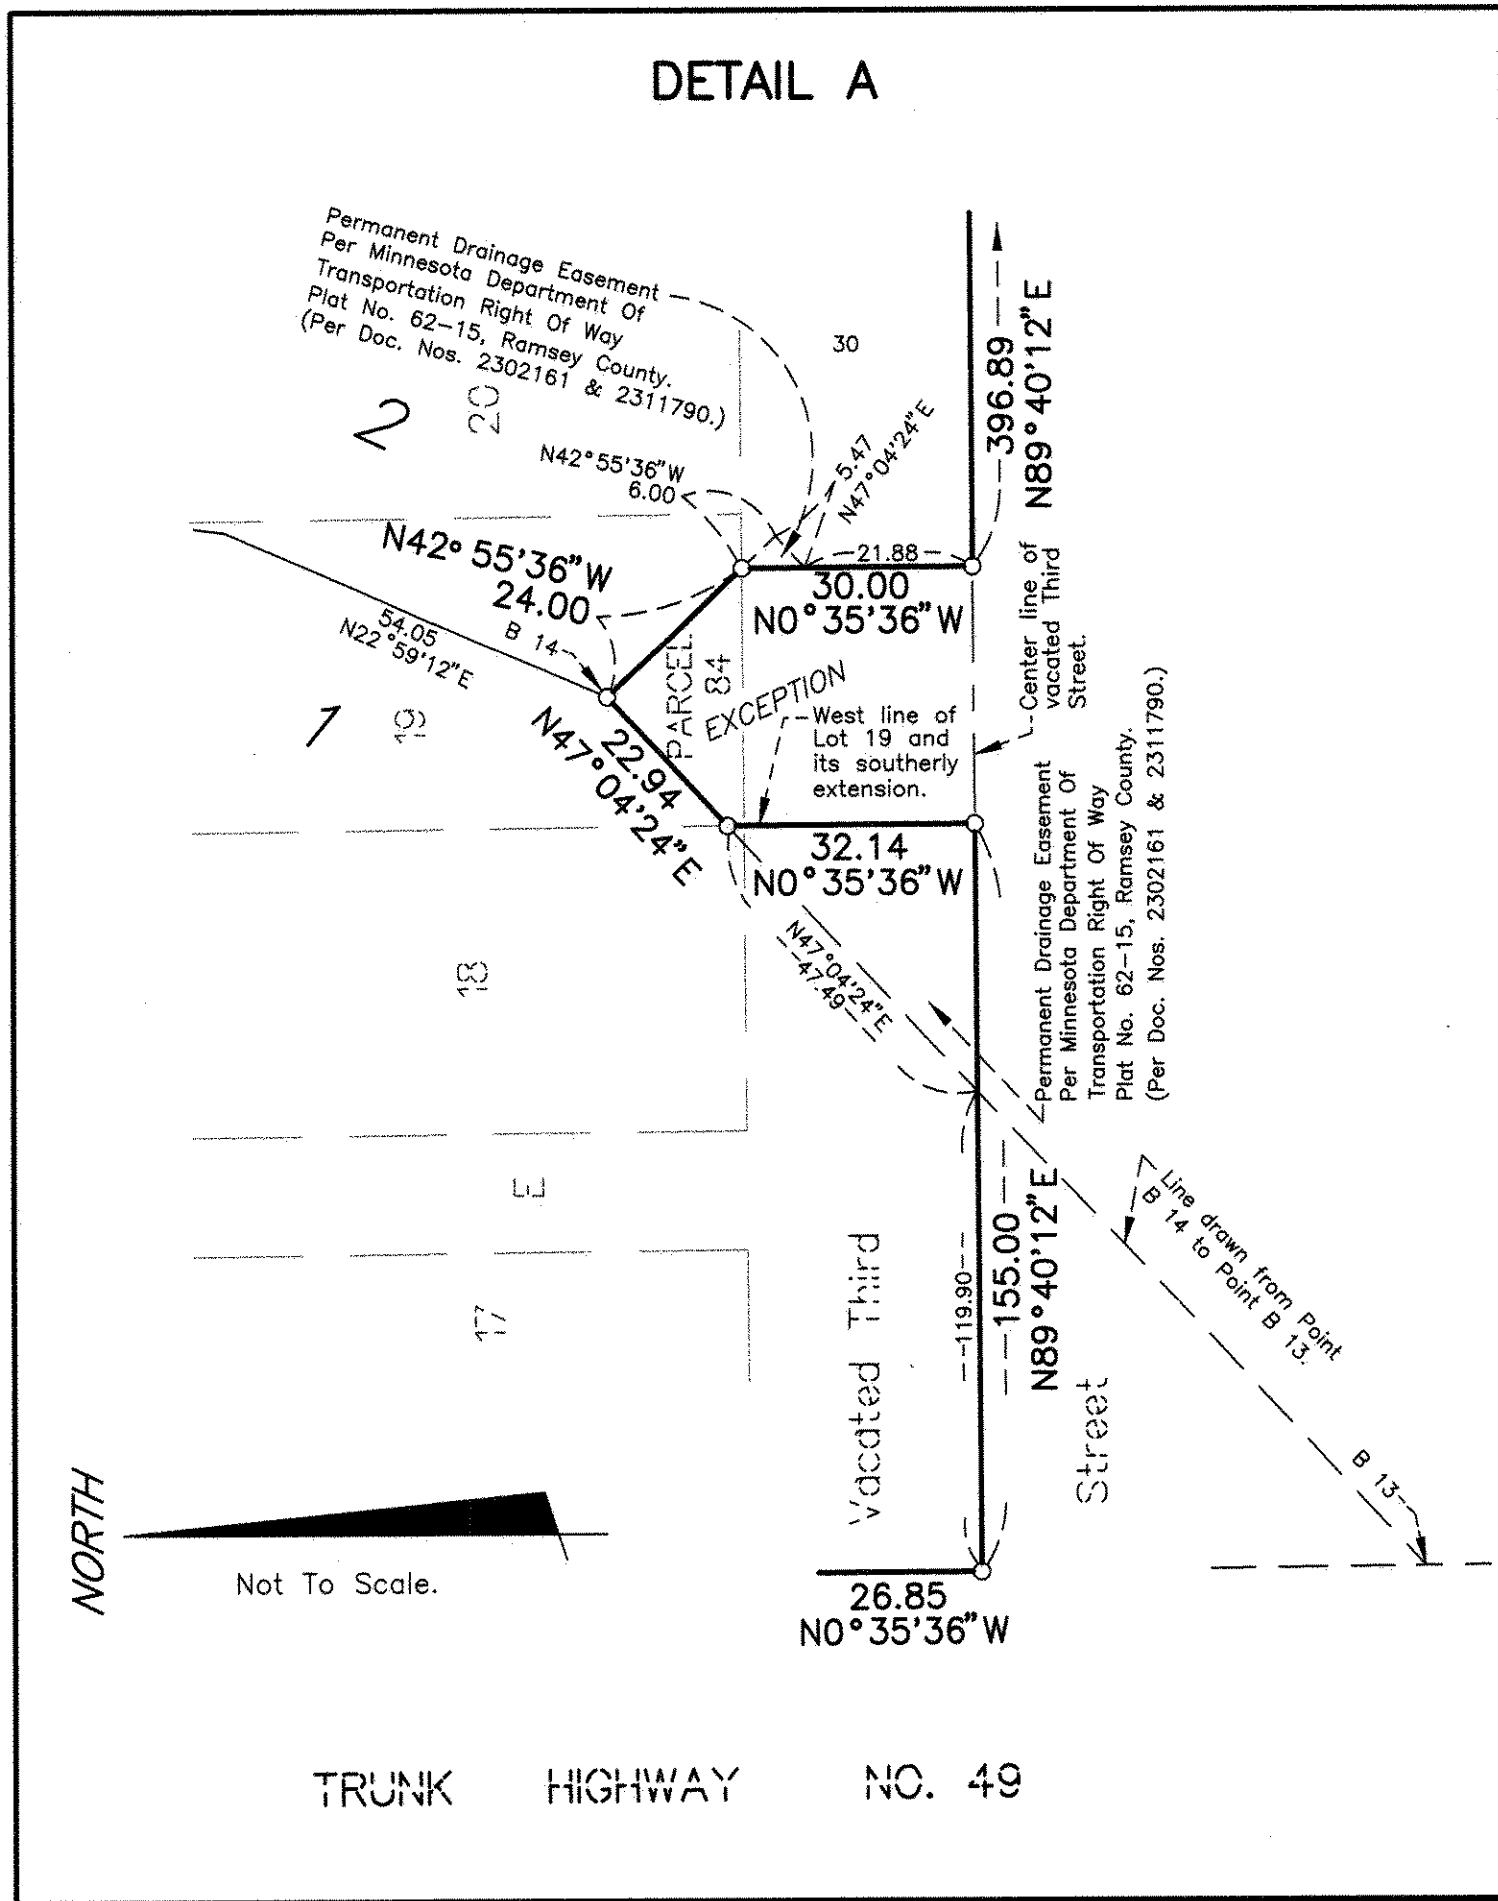 DETAIL A
Permanent Drainage Easement
Per Minnesota Department Of
Transportation Right Of Way
Plat No. 62-15, Ramsey County.
(Per Doc. Nos. 2302161 & 2311790.)
2
20
30
396.89
N89°40'12"E
N42°55'36"W
6.00
5.47
N47°04'24"E
21.88
30.00
N0°35'36"W
N42°55'36"W
24.00
54.05
N22°59'12"E
B 14
1
19
PARCEL
84
EXCEPTION
West line of
Lot 19 and
its southerly
extension.
Center line of
vacated Third
Street.
22.94
N47°04'24"E
32.14
N0°35'36"W
N47°04'24"E
47.49
Permanent Drainage Easement
Per Minnesota Department Of
Transportation Right Of Way
Plat No. 62-15, Ramsey County.
(Per Doc. Nos. 2302161 & 2311790.)
18
E
17
Vacated Third
Street
119.90
155.00
N89°40'12"E
Line drawn from Point
B 14 to Point B 13.
B 13
NORTH
Not To Scale.
26.85
N0°35'36"W
TRUNK HIGHWAY NO. 49